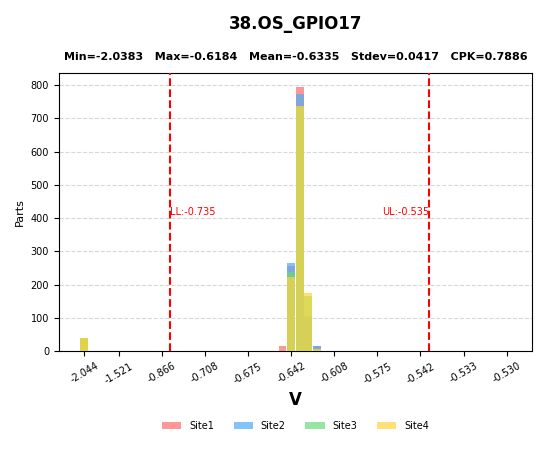 38.OS_GPIO17
Min=-2.0383 Max=-0.6184 Mean=-0.6335 Stdev=0.0417 CPK=0.7886
800
700
600
500
400
300
200
100
0
Parts
LL:-0.735
UL:-0.535
-2.044
-1.521
-0.866
-0.708
-0.675
-0.642
-0.608
-0.575
-0.542
-0.533
-0.530
V
Site1 Site2 Site3 Site4